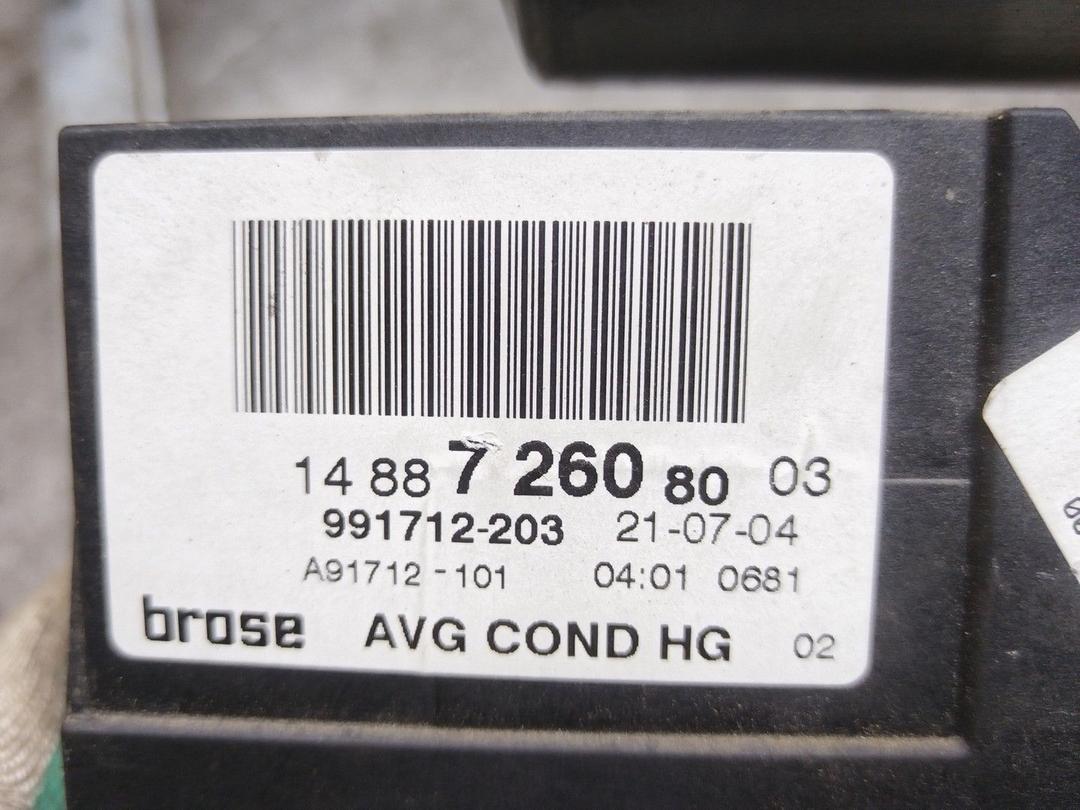 14 88 7 260 80 03
991712-203 21-07-04
A91712-101 04:01 0681
brose AVG COND HG 02